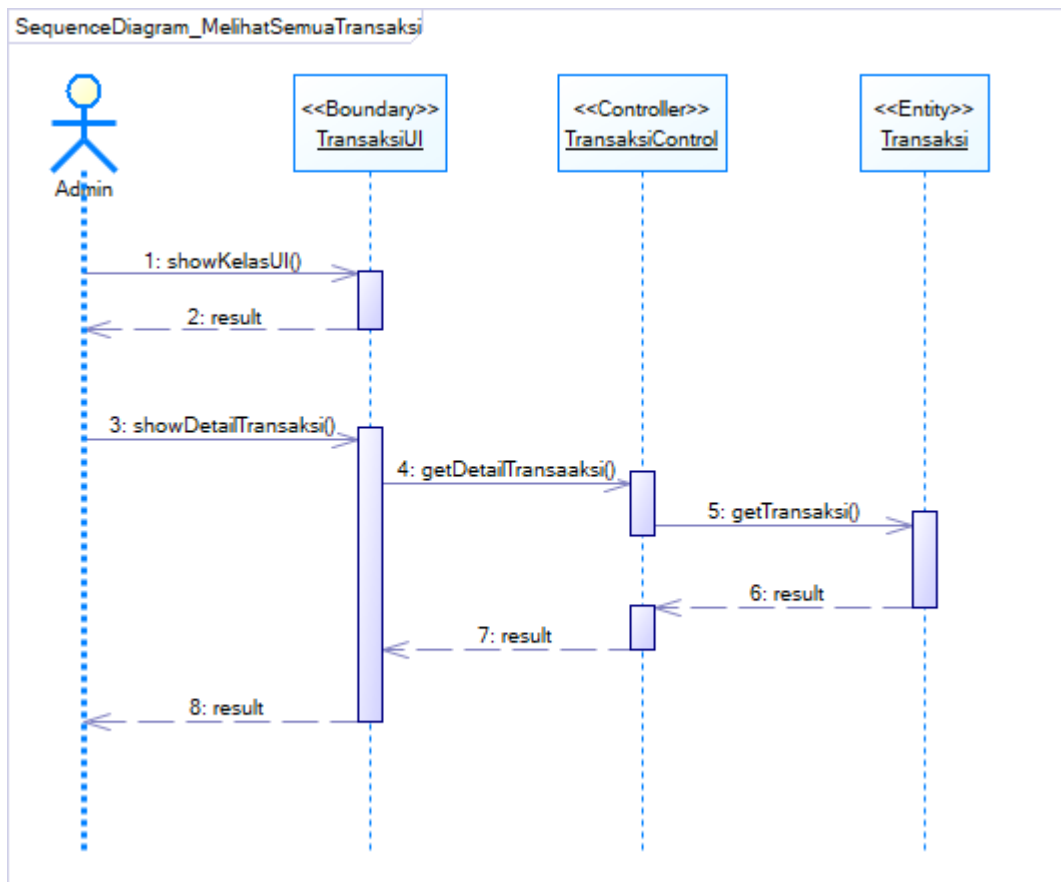 SequenceDiagram_MelihatSemuaTransaksi
<<Boundary>>
TransaksiUI
<<Controller>>
TransaksiControl
<<Entity>>
Transaksi
Admin
1: showKelasUI()
2: result
3: showDetailTransaksi()
4: getDetailTransaaksi()
5: getTransaksi()
6: result
7: result
8: result